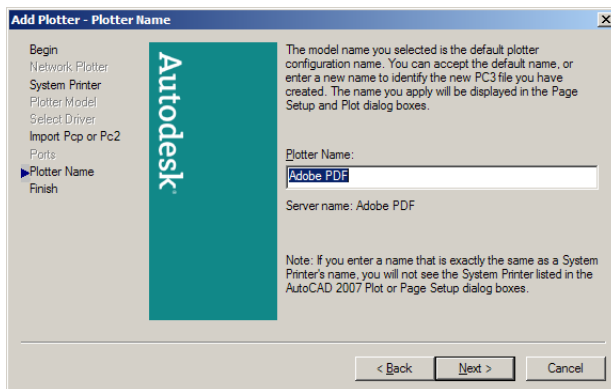 Add Plotter - Plotter Name
Begin
Network Plotter
System Printer
Plotter Model
Select Driver
Import Pcp or Pc2
Ports
Plotter Name
Finish
Autodesk
The model name you selected is the default plotter
configuration name. You can accept the default name, or
enter a new name to identify the new PC3 file you have
created. The name you apply will be displayed in the Page
Setup and Plot dialog boxes.
Plotter Name:
Adobe PDF
Server name: Adobe PDF
Note: If you enter a name that is exactly the same as a System
Printer's name, you will not see the System Printer listed in the
AutoCAD 2007 Plot or Page Setup dialog boxes.
< Back
Next >
Cancel